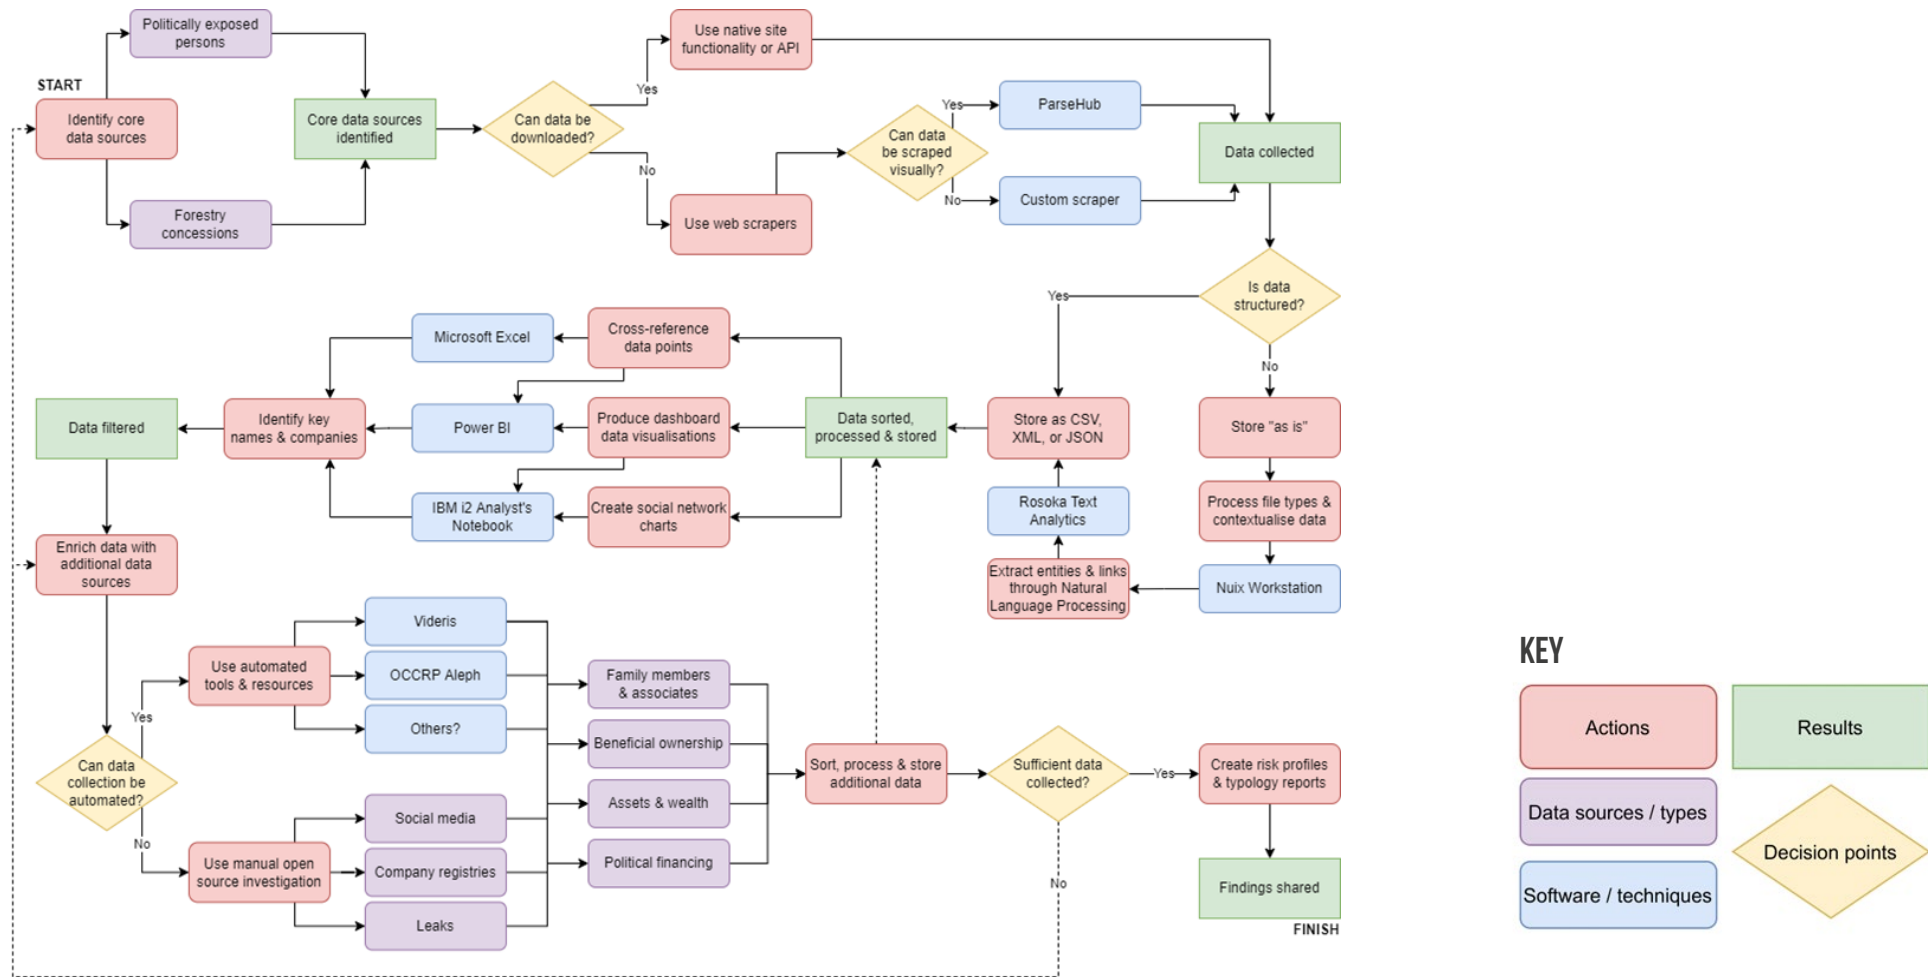 Politically exposed
persons
START
Identify core
data sources
Forestry
concessions
Core data sources
identified
Can data be
downloaded?
Yes
No
Use native site
functionality or API
Use web scrapers
Can data
be scraped
visually?
Yes
No
ParseHub
Custom scraper
Data collected
Is data
structured?
Yes
No
Store "as is"
Process file types &
contextualise data
Nuix Workstation
Extract entities & links
through Natural
Language Processing
Rosoka Text
Analytics
Store as CSV,
XML, or JSON
Data sorted,
processed & stored
Cross-reference
data points
Produce dashboard
data visualisations
Create social network
charts
Microsoft Excel
Power BI
IBM i2 Analyst's
Notebook
Identify key
names & companies
Data filtered
Enrich data with
additional data
sources
Can data
collection be
automated?
Yes
No
Use automated
tools & resources
Use manual open
source investigation
Videris
OCCRP Aleph
Others?
Social media
Company registries
Leaks
Family members
& associates
Beneficial ownership
Assets & wealth
Political financing
Sort, process & store
additional data
Sufficient data
collected?
Yes
No
Create risk profiles
& typology reports
Findings shared
FINISH
KEY
Actions
Results
Data sources / types
Decision points
Software / techniques